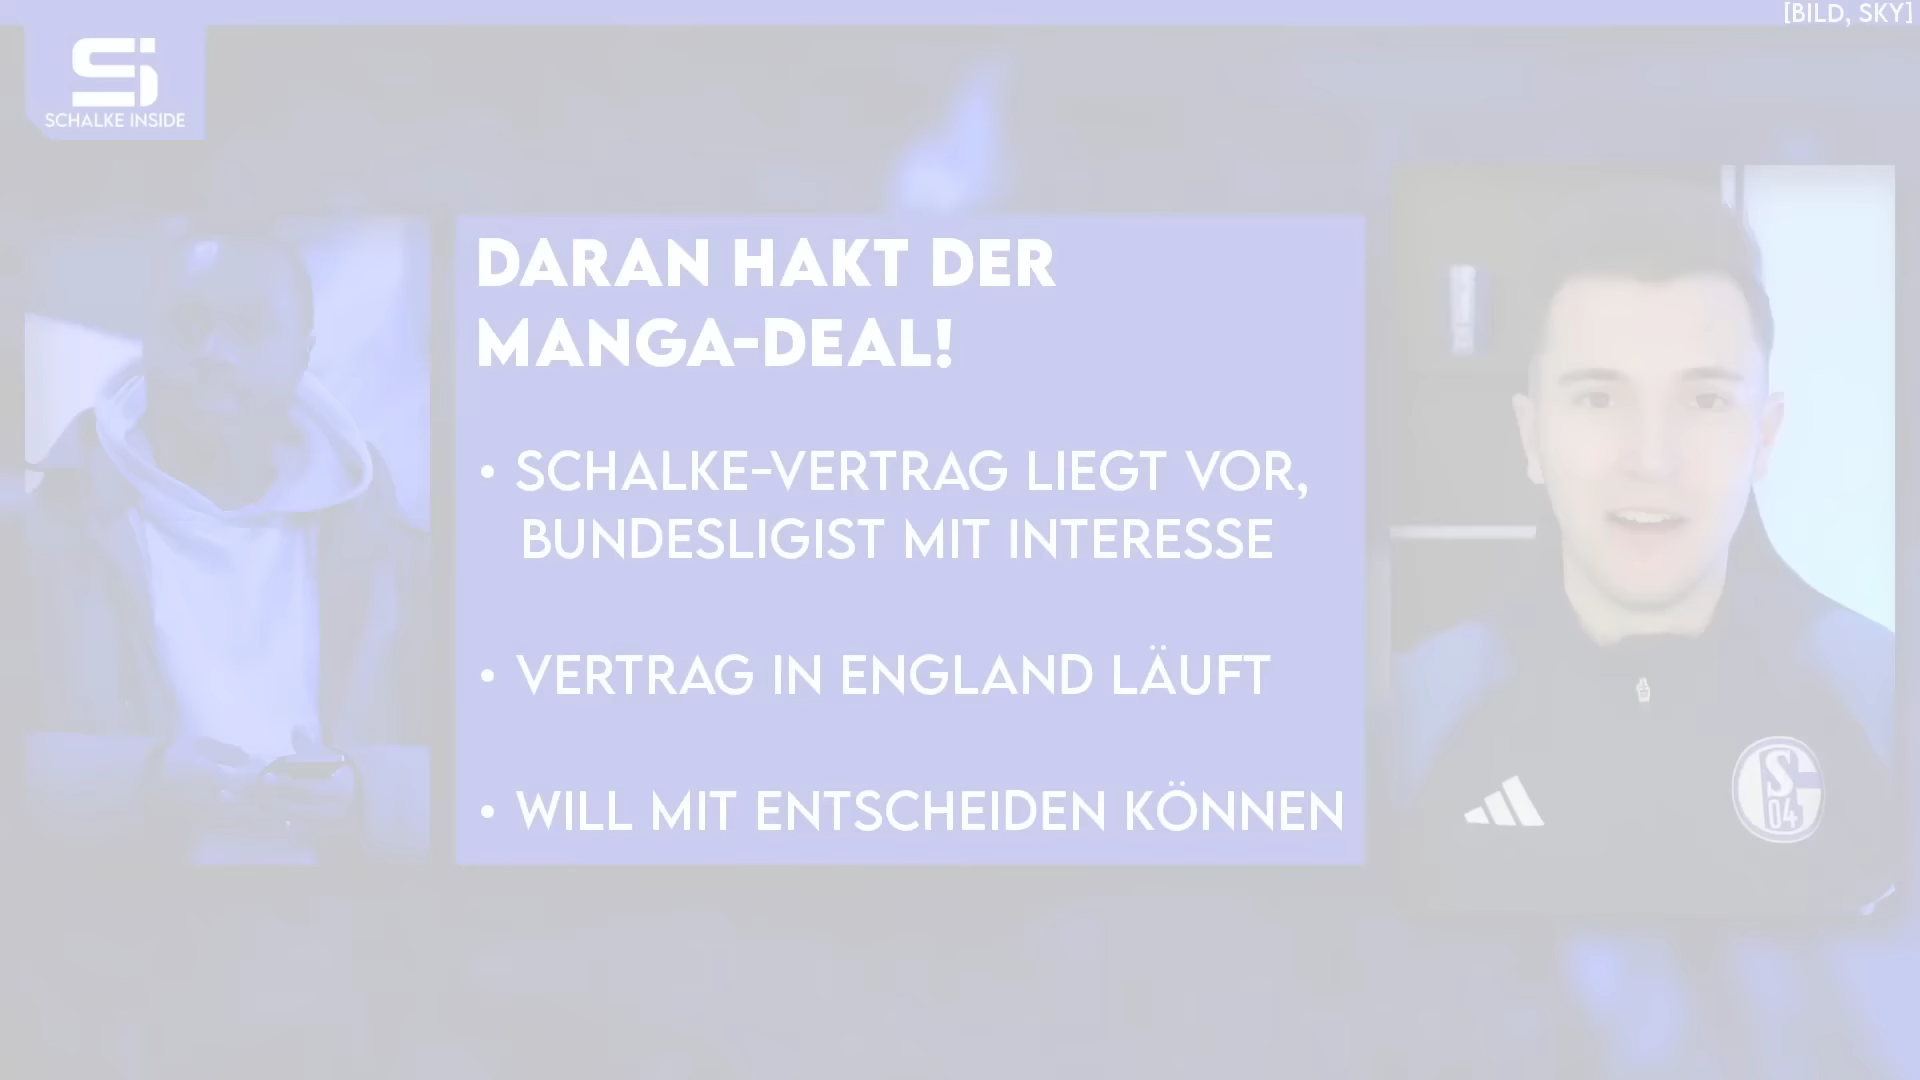 [BILD, SKY]
SCHALKE INSIDE
DARAN HAKT DER
MANGA-DEAL!
• SCHALKE-VERTRAG LIEGT VOR,
BUNDESLIGIST MIT INTERESSE
• VERTRAG IN ENGLAND LÄUFT
• WILL MIT ENTSCHEIDEN KÖNNEN
04